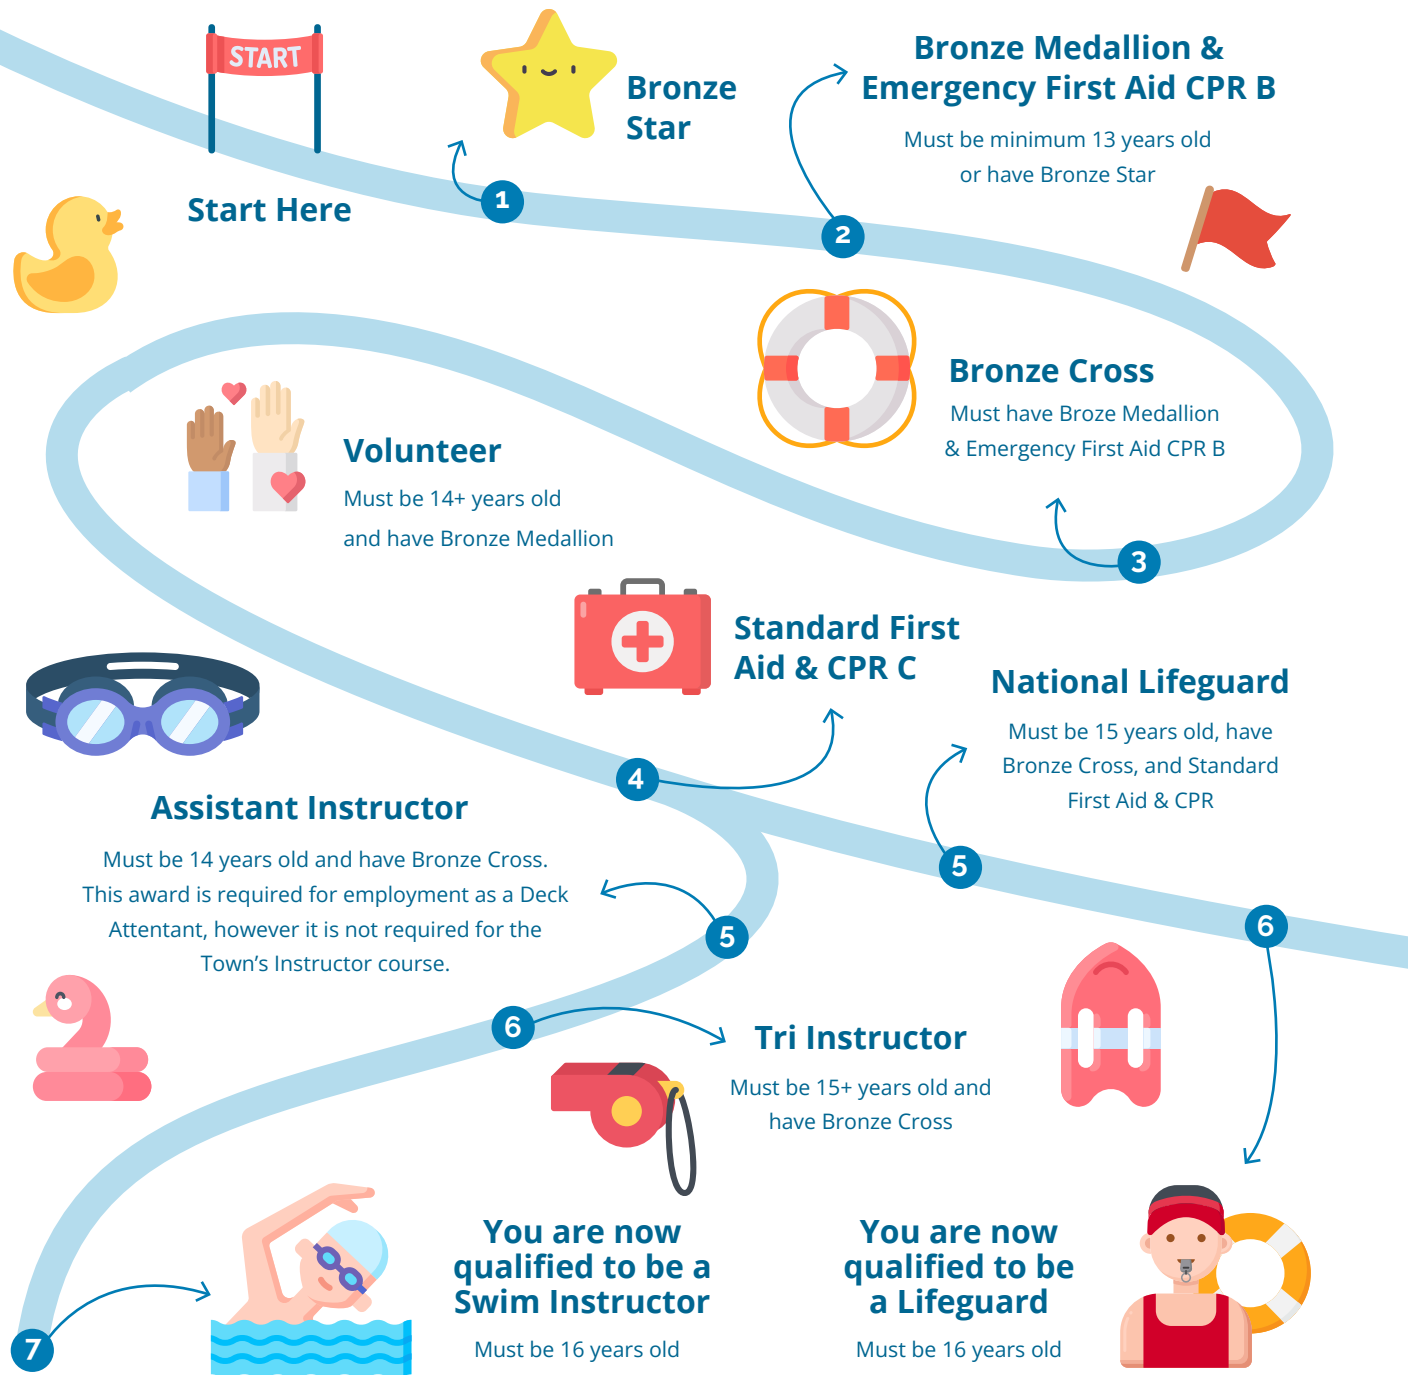 START
Start Here
1
Bronze
Star
2
Bronze Medallion &
Emergency First Aid CPR B
Must be minimum 13 years old
or have Bronze Star
Bronze Cross
Must have Broze Medallion
& Emergency First Aid CPR B
3
Volunteer
Must be 14+ years old
and have Bronze Medallion
Standard First
Aid & CPR C
4
National Lifeguard
Must be 15 years old, have
Bronze Cross, and Standard
First Aid & CPR
5
6
Assistant Instructor
Must be 14 years old and have Bronze Cross.
This award is required for employment as a Deck
Attentant, however it is not required for the
Town's Instructor course.
5
6
Tri Instructor
Must be 15+ years old and
have Bronze Cross
7
You are now
qualified to be a
Swim Instructor
Must be 16 years old
You are now
qualified to be
a Lifeguard
Must be 16 years old